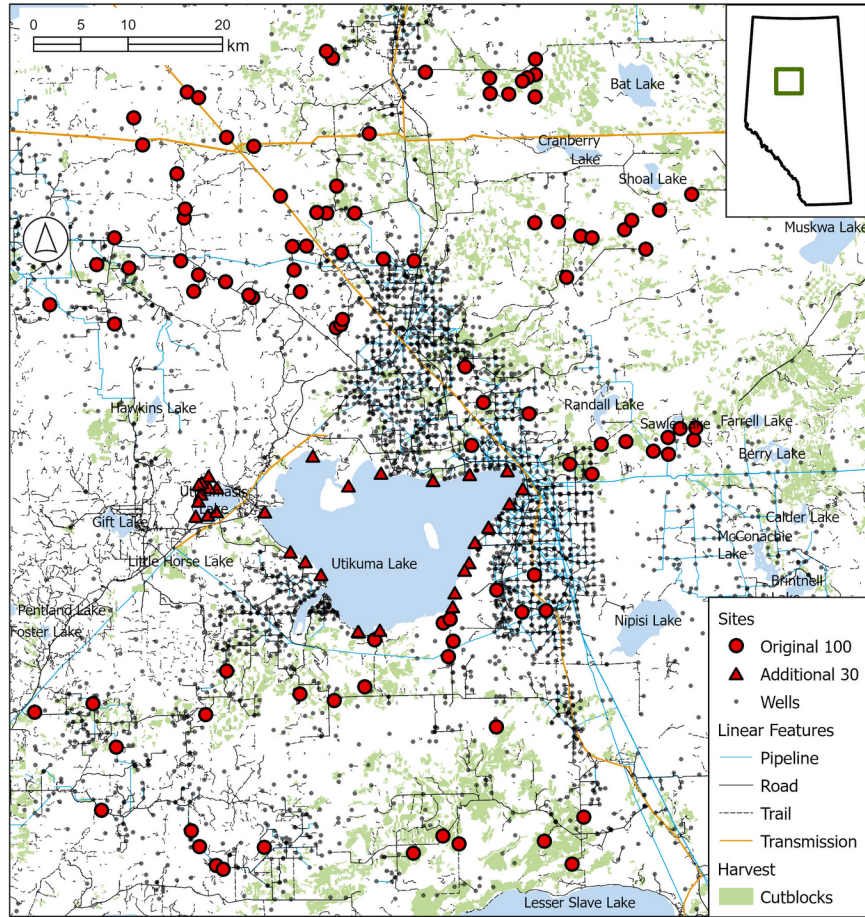 0 5 10 20
km
Bat Lake
Cranberry
Lake
Shoal Lake
Muskwa Lake
Hawkins Lake
Randall Lake
Sawle Lake
Farrell Lake
Berry Lake
Utikumasis
Lake
Gift Lake
Calder Lake
McConachie
Lake
Little Horse Lake
Utikuma Lake
Brintnell
Lake
Pentland Lake
Foster Lake
Nipisi Lake
Sites
Original 100
Additional 30
Wells
Linear Features
Pipeline
Road
Trail
Transmission
Harvest
Cutblocks
Lesser Slave Lake